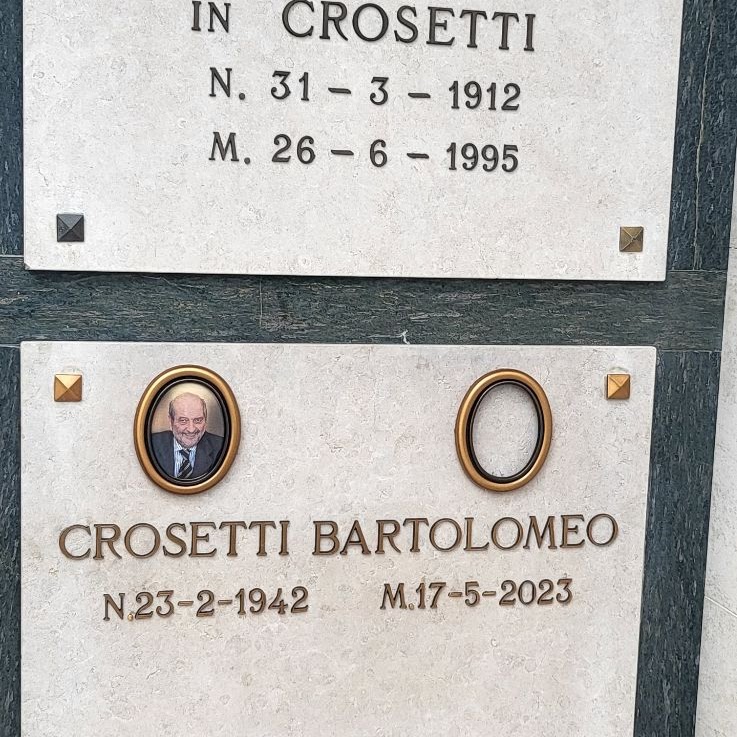 IN CROSETTI
N. 31 – 3 – 1912
M. 26 – 6 – 1995
CROSETTI BARTOLOMEO
N.23-2-1942 M.17-5-2023